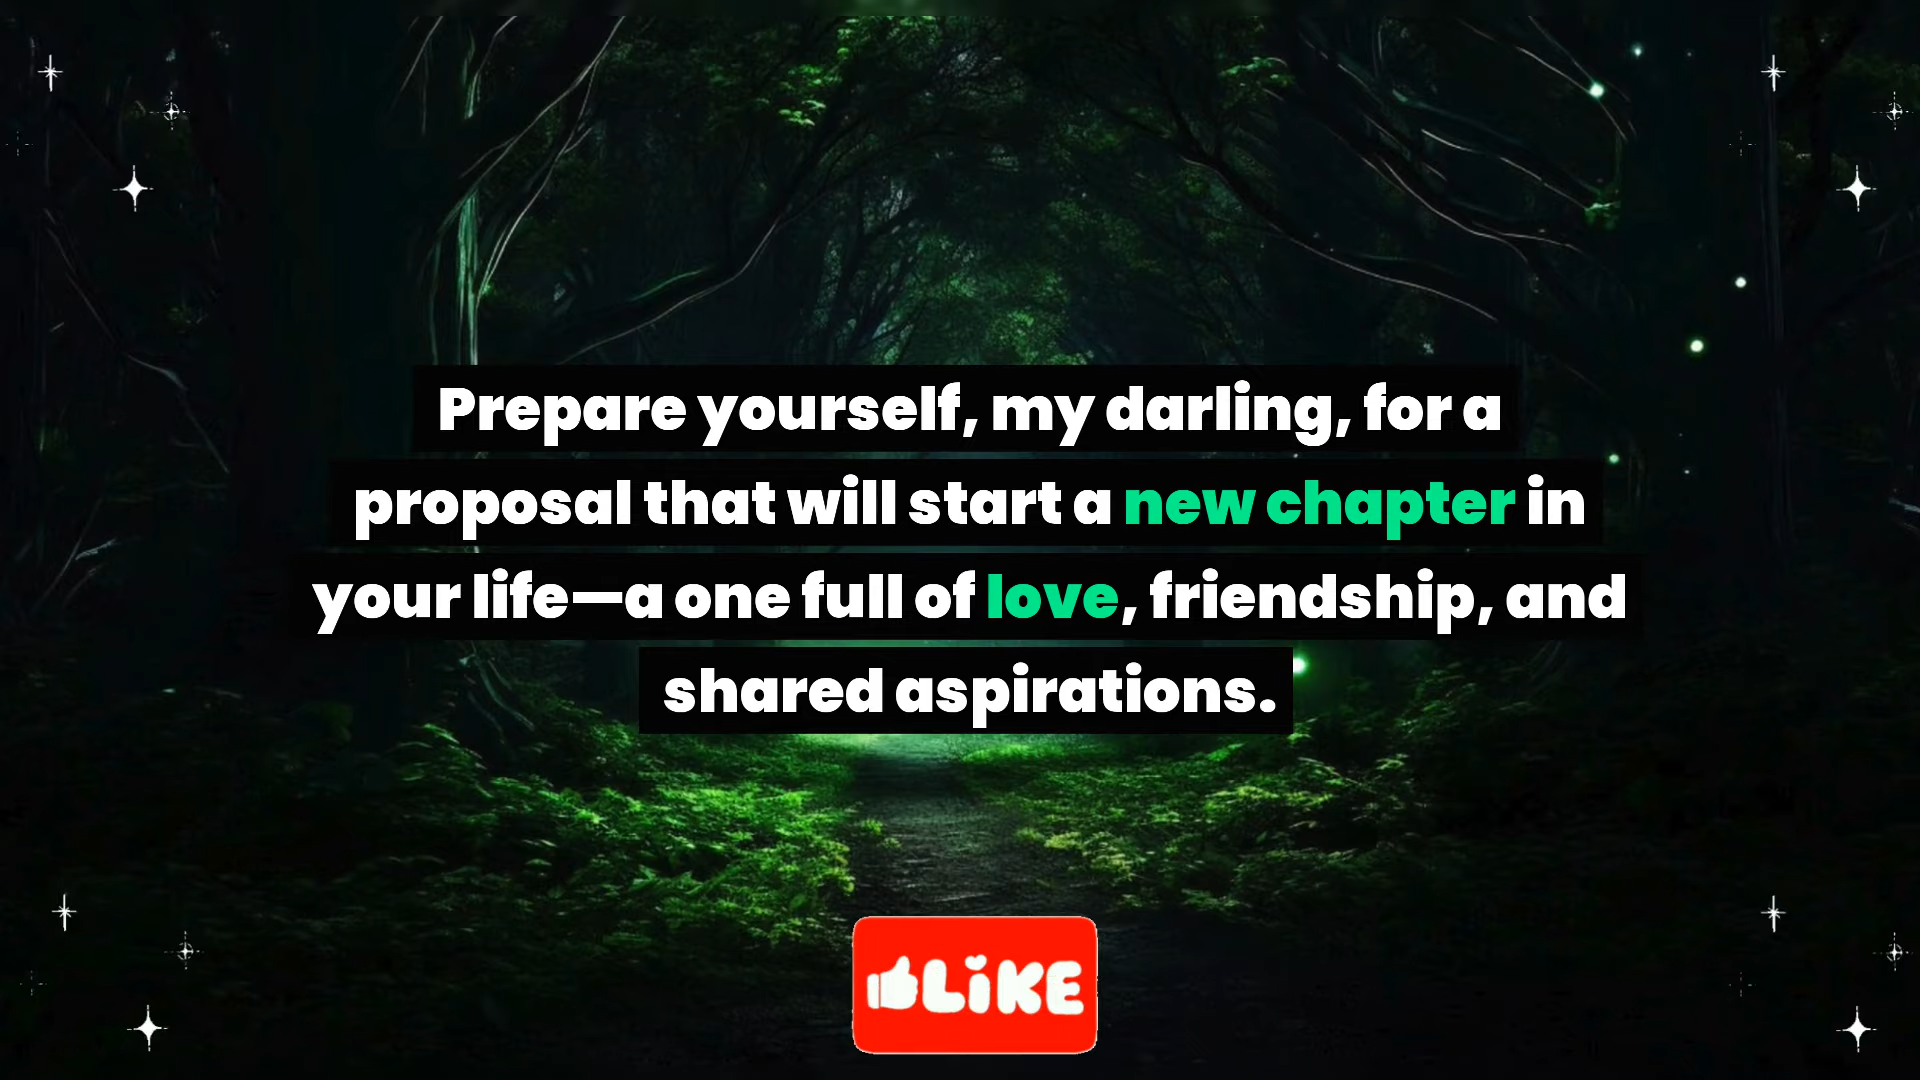 Prepare yourself, my darling, for a
proposal that will start a new chapter in
your life—a one full of love, friendship, and
shared aspirations.
LiKE